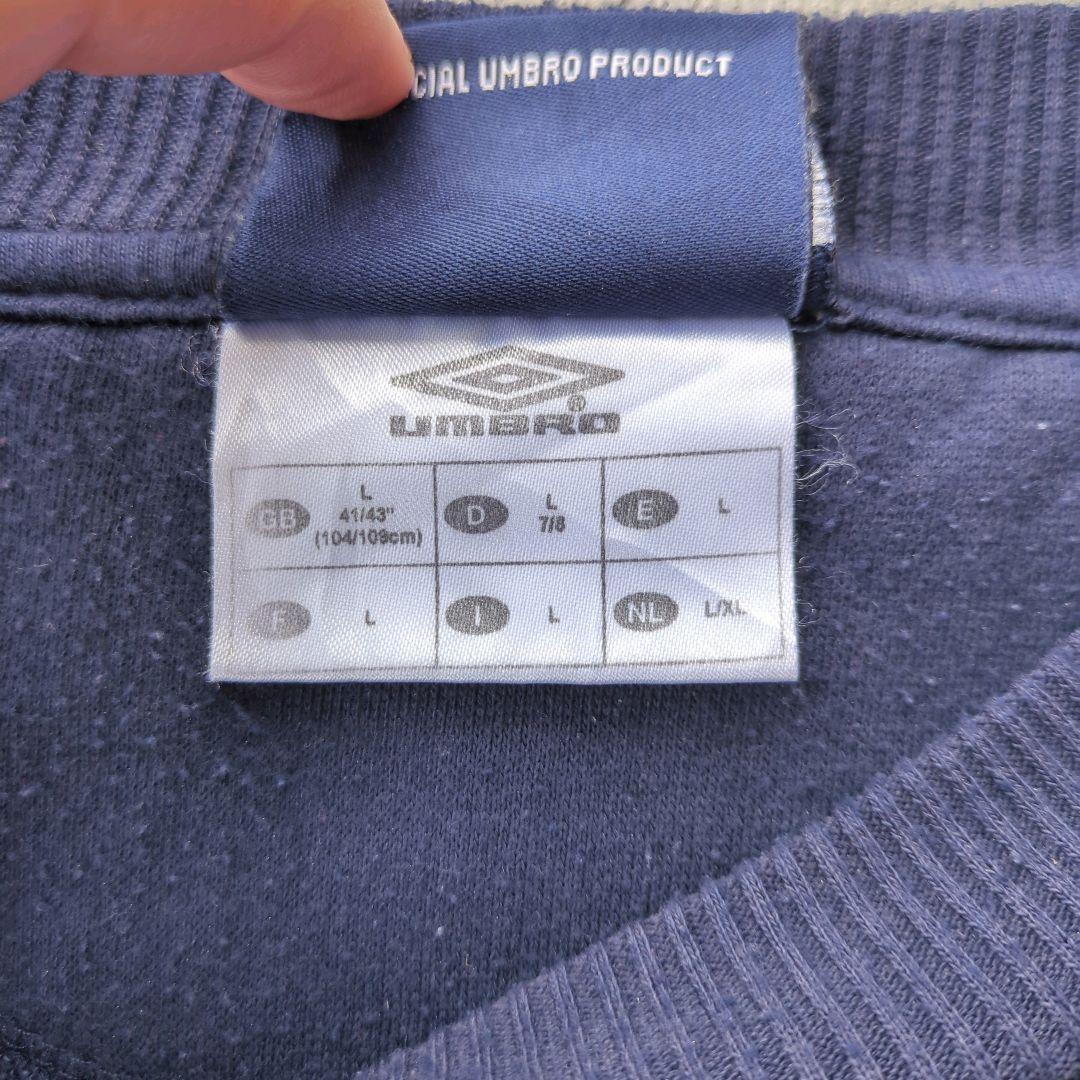 CIAL UMBRO PRODUCT
UMBRO®
GB L 41/43" (104/109cm)
D L 7/8
E L
F L
I L
NL L/XL